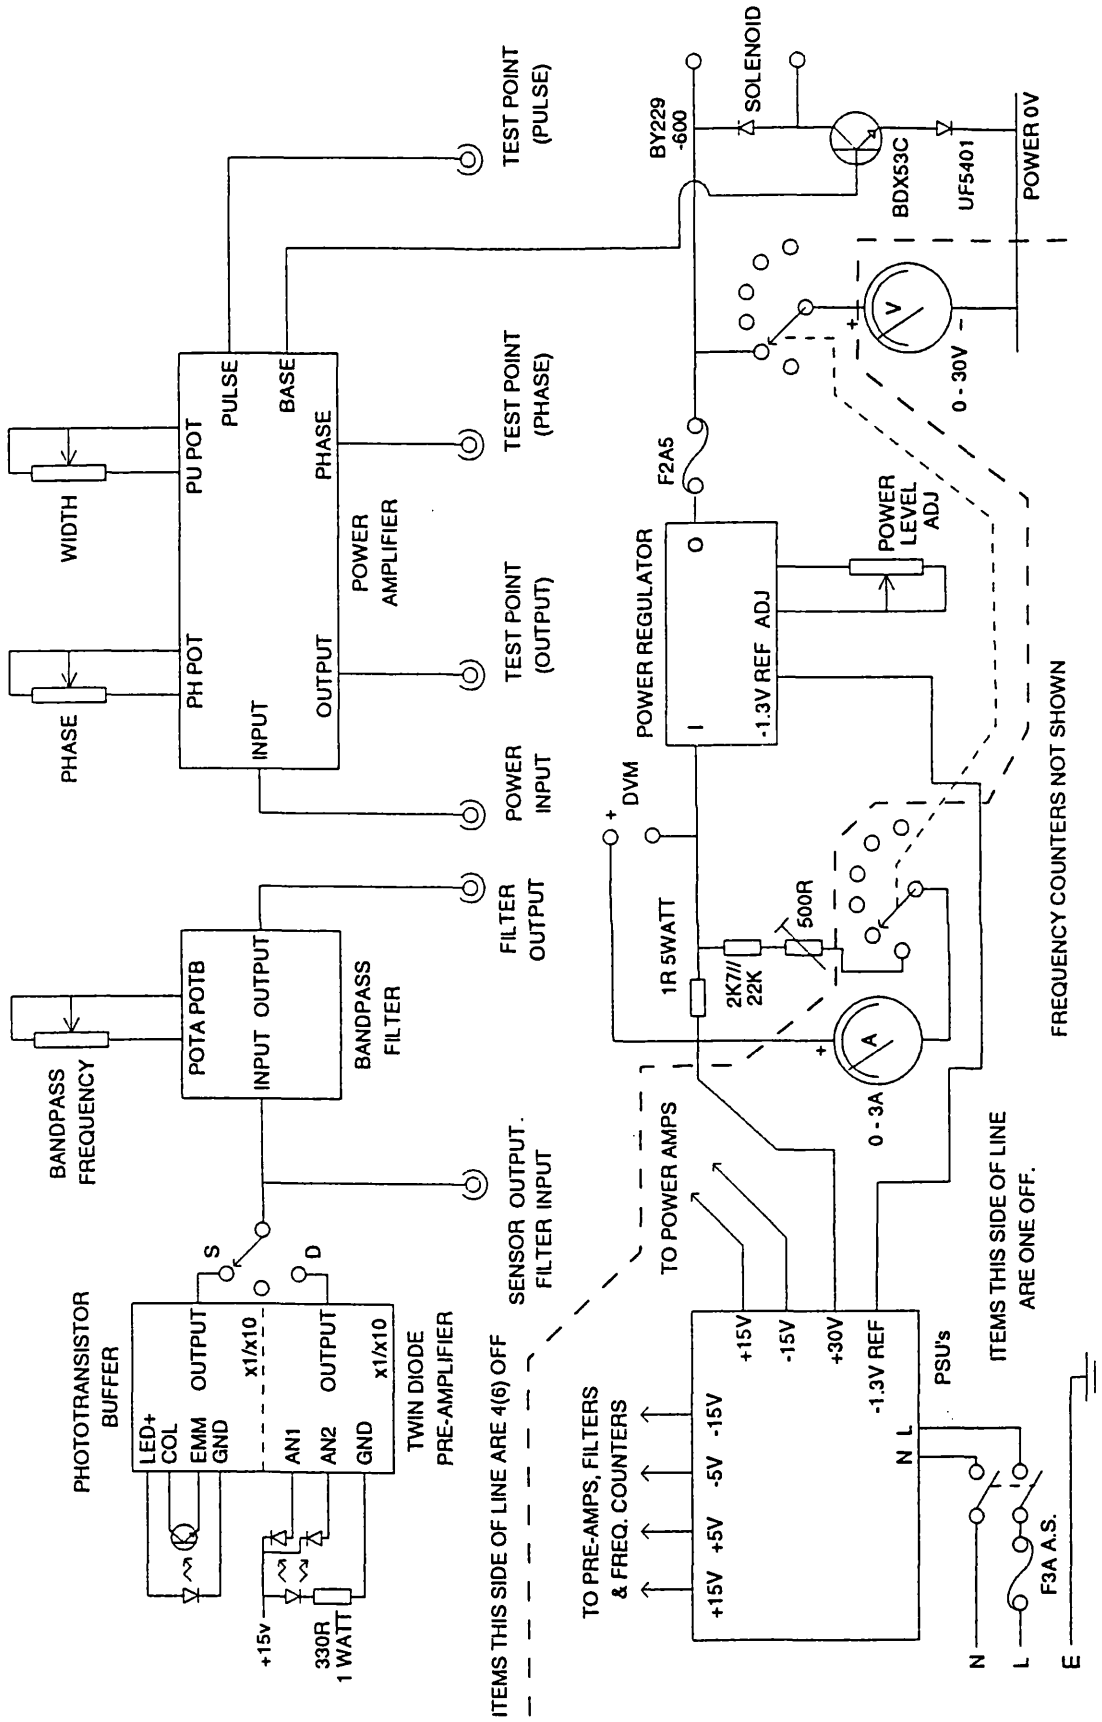 BANDPASS
FREQUENCY
PHASE
WIDTH
PHOTOTRANSISTOR
BUFFER
LED+
COL
EMM
GND
OUTPUT
x1/x10
AN1
AN2
GND
OUTPUT
x1/x10
TWIN DIODE
PRE-AMPLIFIER
+15v
330R
1 WATT
S
D
POTA POTB
INPUT OUTPUT
BANDPASS
FILTER
PH POT
PU POT
INPUT
PULSE
BASE
OUTPUT
PHASE
POWER
AMPLIFIER
SENSOR OUTPUT.
FILTER INPUT
FILTER
OUTPUT
POWER
INPUT
TEST POINT
(OUTPUT)
TEST POINT
(PHASE)
TEST POINT
(PULSE)
ITEMS THIS SIDE OF LINE ARE 4(6) OFF
TO PRE-AMPS, FILTERS
& FREQ. COUNTERS
+15V
+5V
-5V
-15V
TO POWER AMPS
+15V
-15V
+30V
-1.3V REF
N L
PSU's
1R 5WATT
2K7//
22K
500R
+
DVM
+
A
0 - 3A
POWER REGULATOR
I
O
-1.3V REF
ADJ
POWER
LEVEL
ADJ
F2A5
BY229
-600
SOLENOID
BDX53C
UF5401
POWER 0V
+
V
0 - 30V
-
N
L
E
F3A A.S.
ITEMS THIS SIDE OF LINE
ARE ONE OFF.
FREQUENCY COUNTERS NOT SHOWN